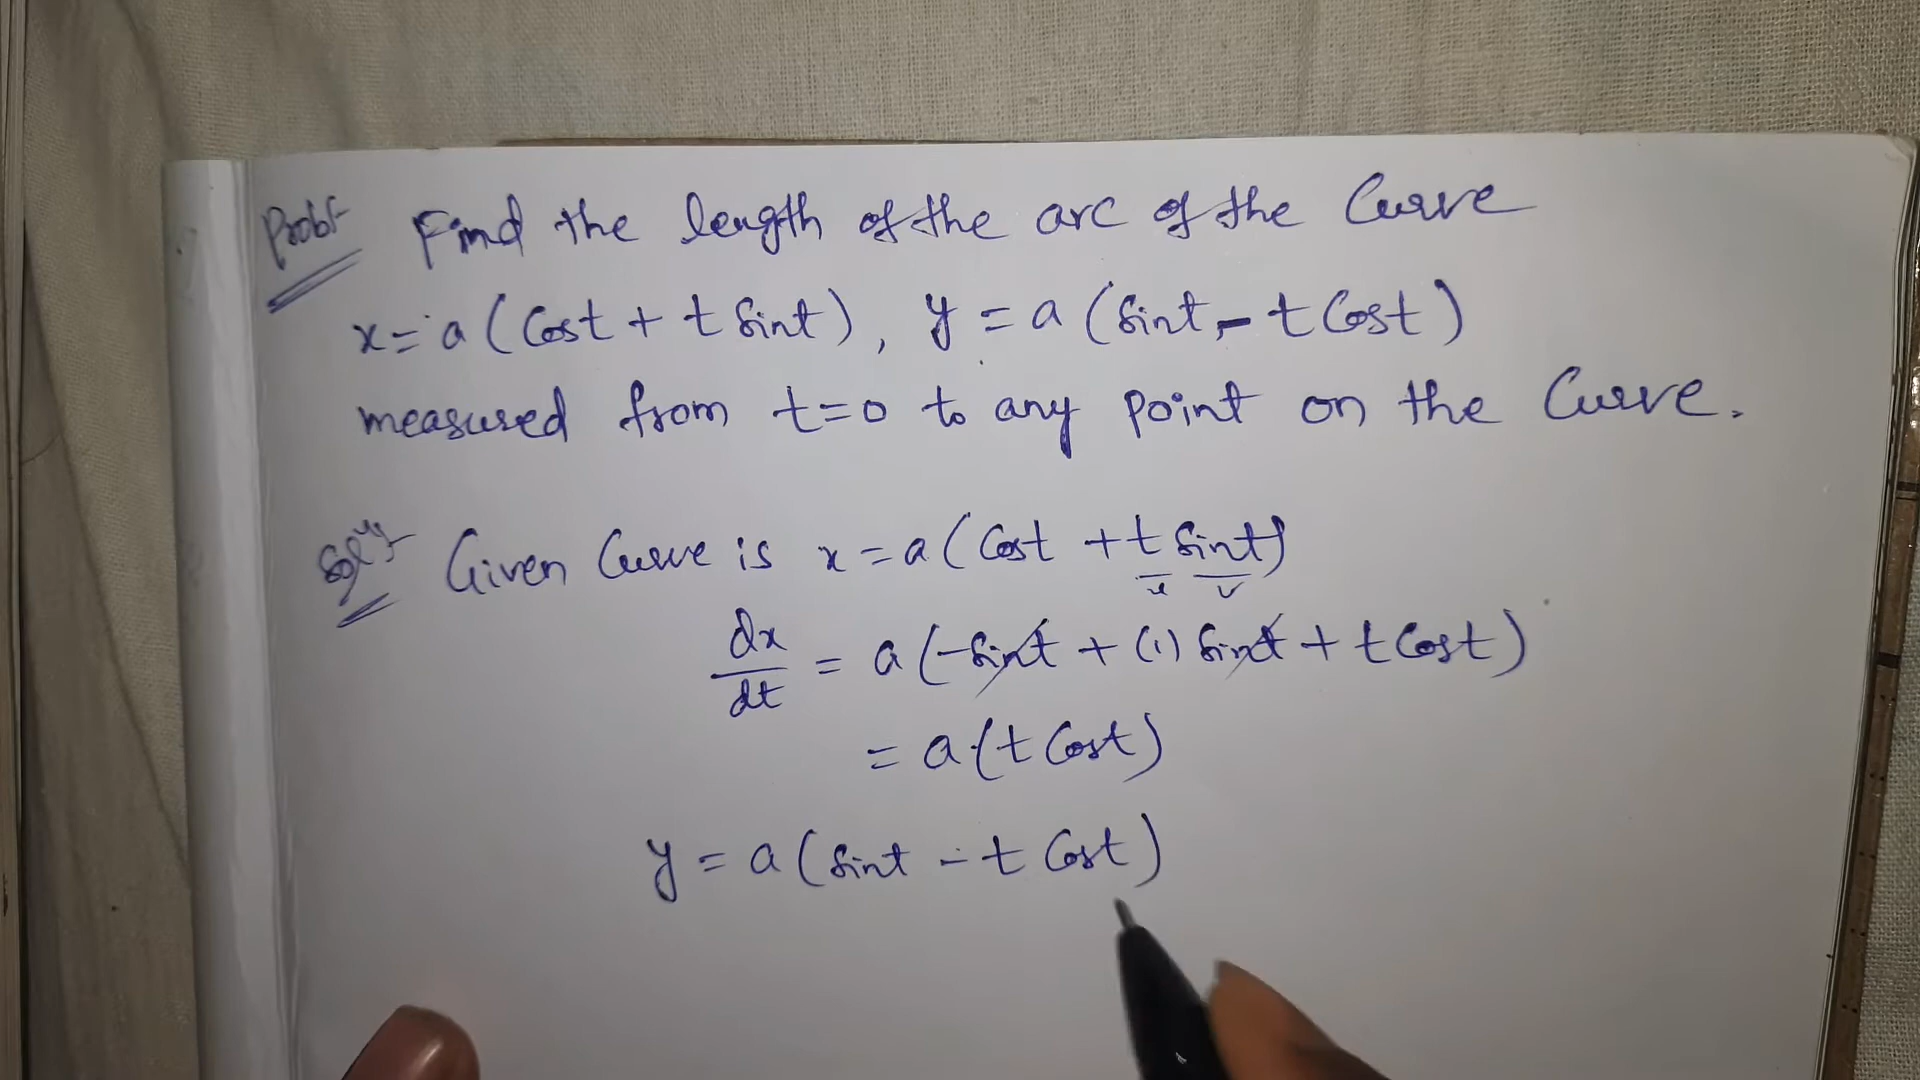 Prob:- Find the length of the arc of the Curve
x = a (Cost + t Sint), y = a (Sint - t Cost)
measured from t=0 to any point on the Curve.
Sol:- Given Curve is x = a (Cost + t Sint)
u v
dx/dt = a (-Sint + (1) Sint + t Cost)
= a (t Cost)
y = a (Sint - t Cost)